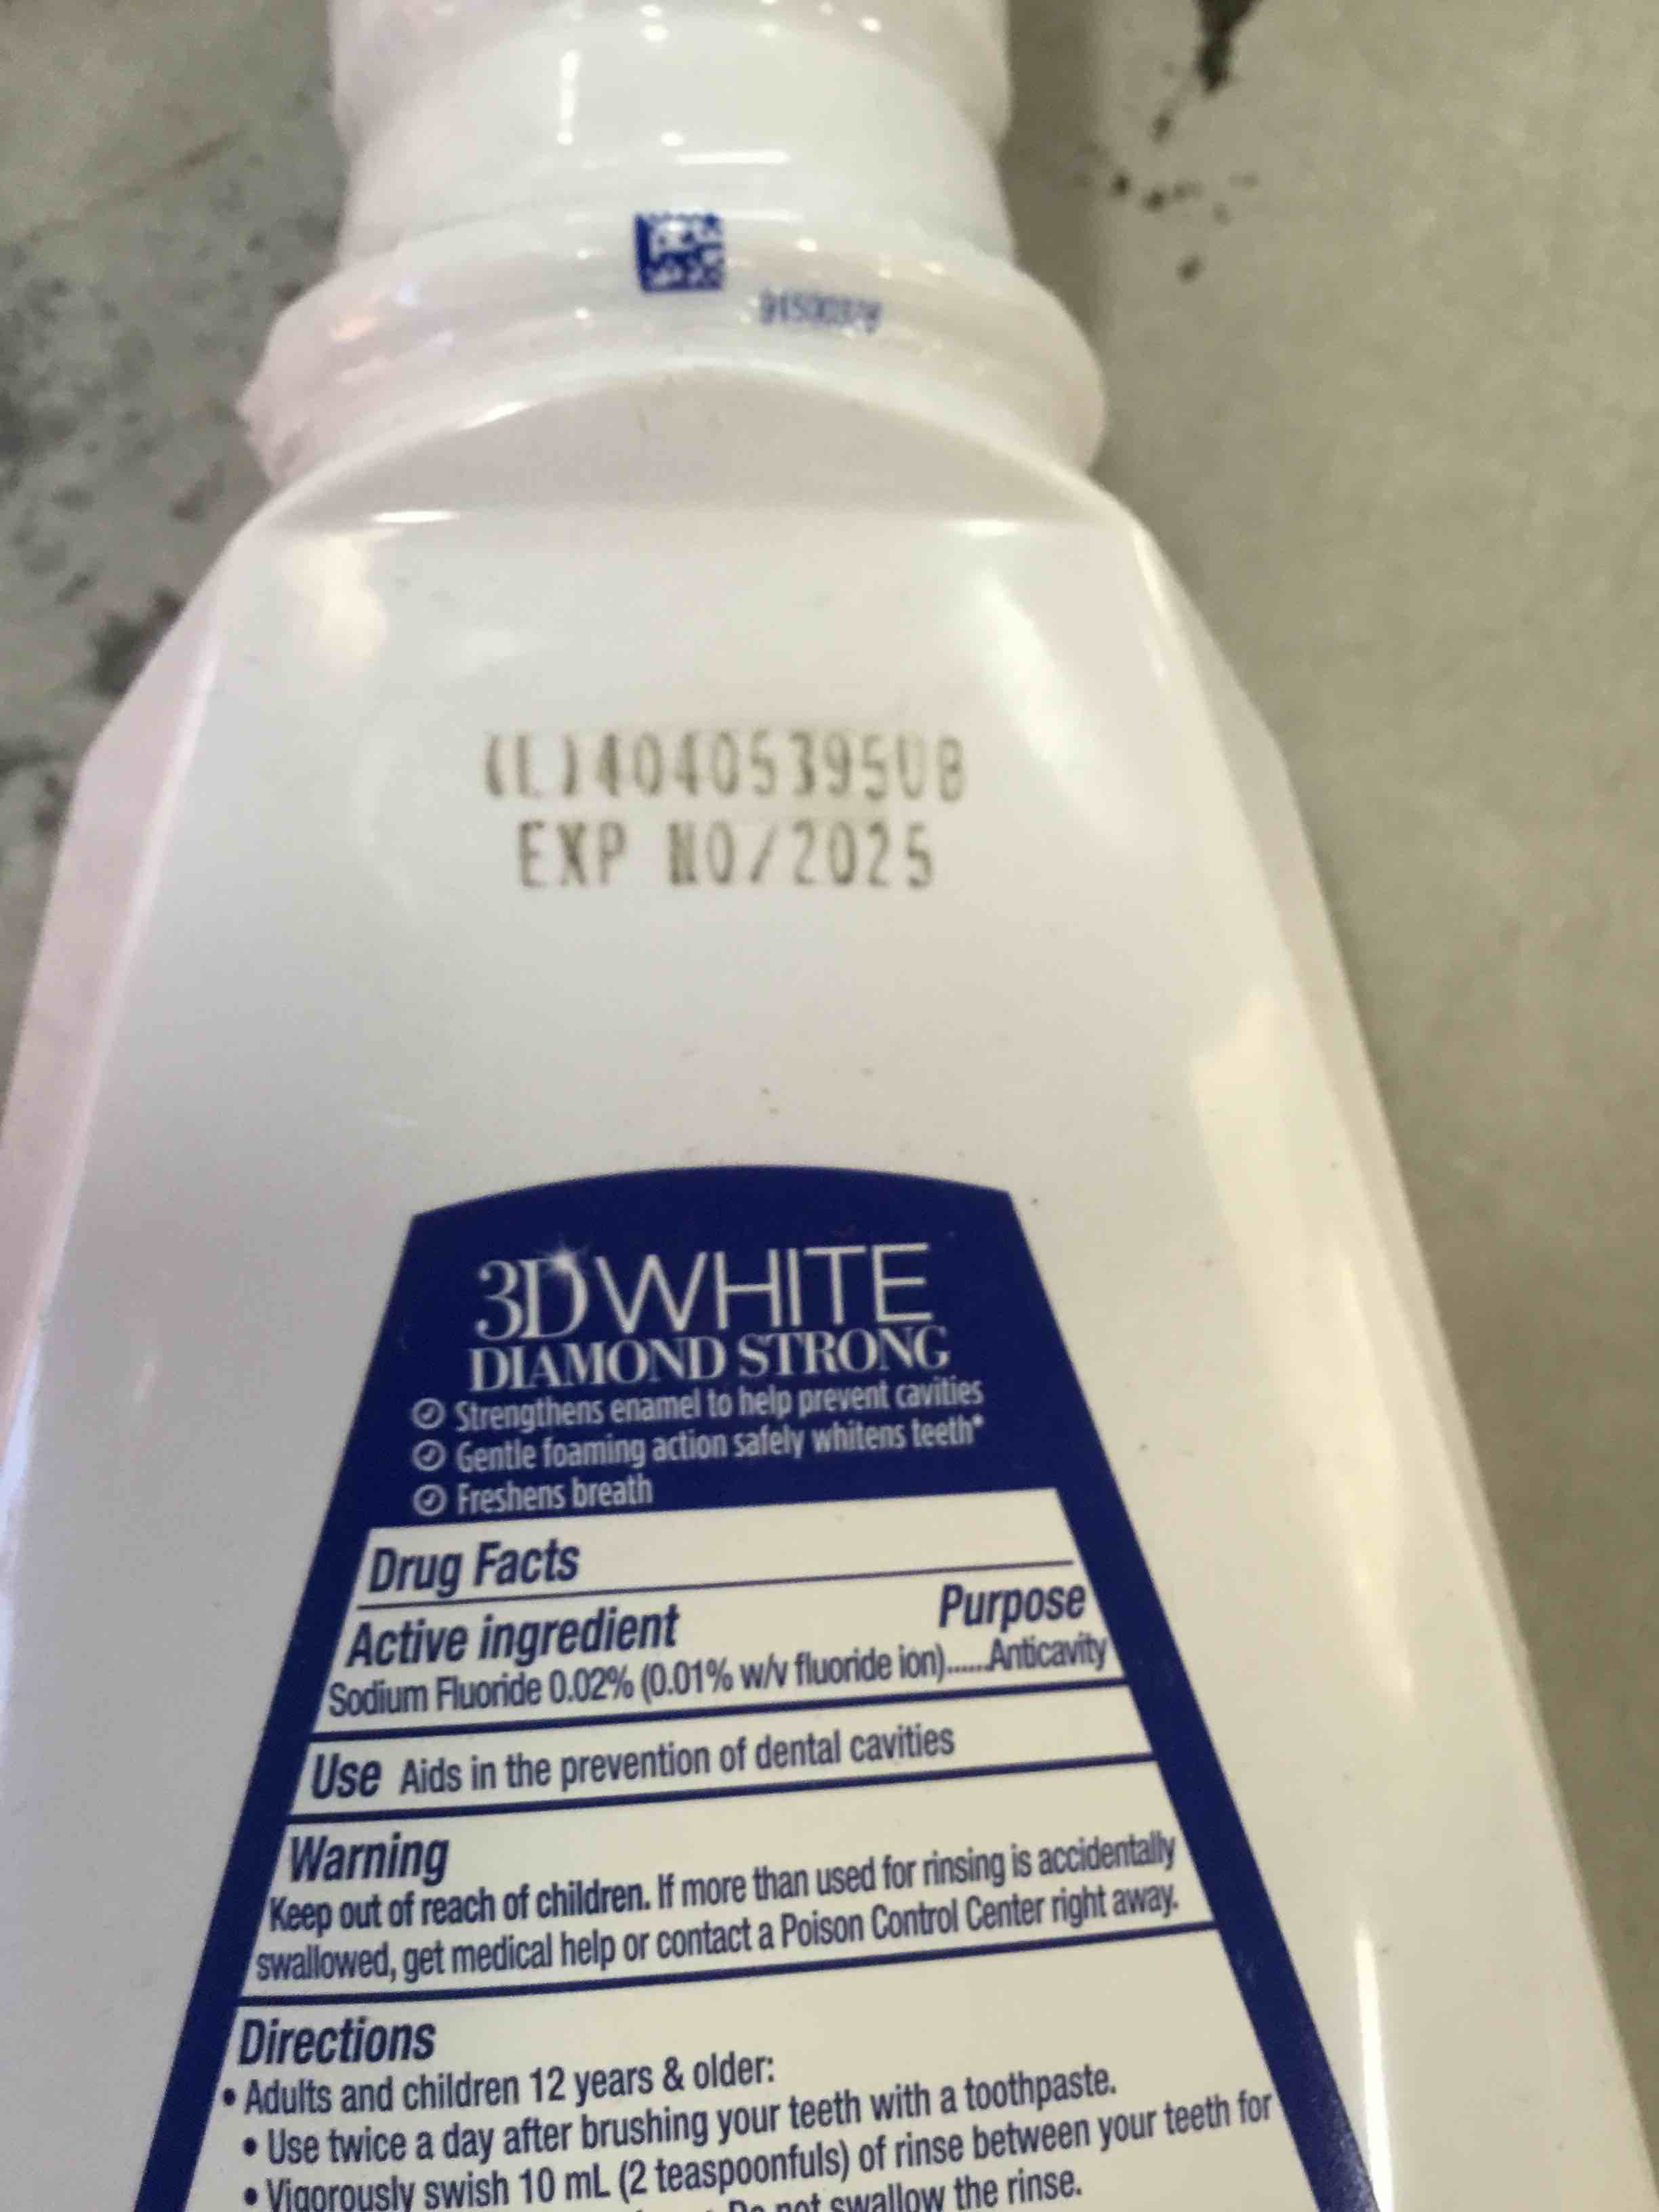 (L)40405395UB
EXP NO/2025
3DWHITE
DIAMOND STRONG
Strengthens enamel to help prevent cavities
Gentle foaming action safely whitens teeth*
Freshens breath
Drug Facts
Active ingredient Purpose
Sodium Fluoride 0.02% (0.01% w/v fluoride ion)......Anticavity
Use Aids in the prevention of dental cavities
Warning
Keep out of reach of children. If more than used for rinsing is accidentally
swallowed, get medical help or contact a Poison Control Center right away.
Directions
• Adults and children 12 years & older:
• Use twice a day after brushing your teeth with a toothpaste.
• Vigorously swish 10 mL (2 teaspoonfuls) of rinse between your teeth for
Do not swallow the rinse.